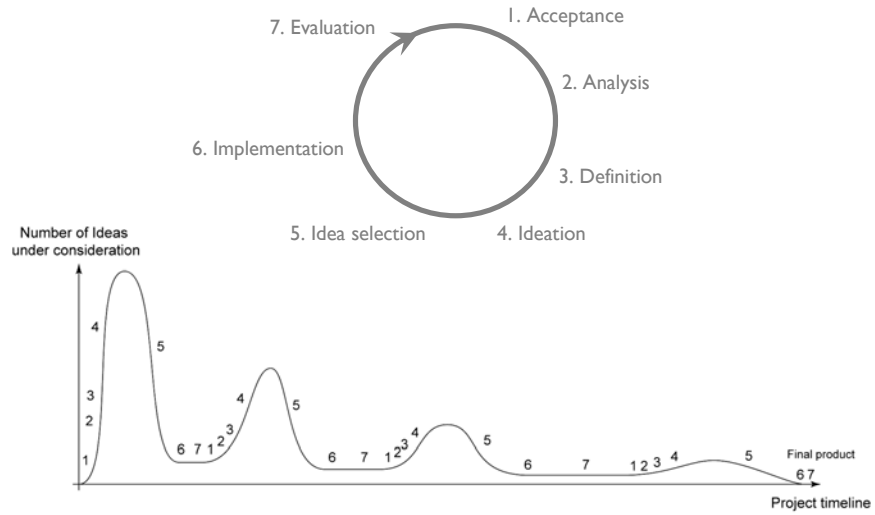 7. Evaluation
1. Acceptance
2. Analysis
6. Implementation
3. Definition
5. Idea selection
4. Ideation
Number of Ideas
under consideration
4
5
3
2
1
6 7 1 2 3
4
5
6 7 1 2 3 4
5
6 7 1 2 3 4
5
Final product
6 7
Project timeline